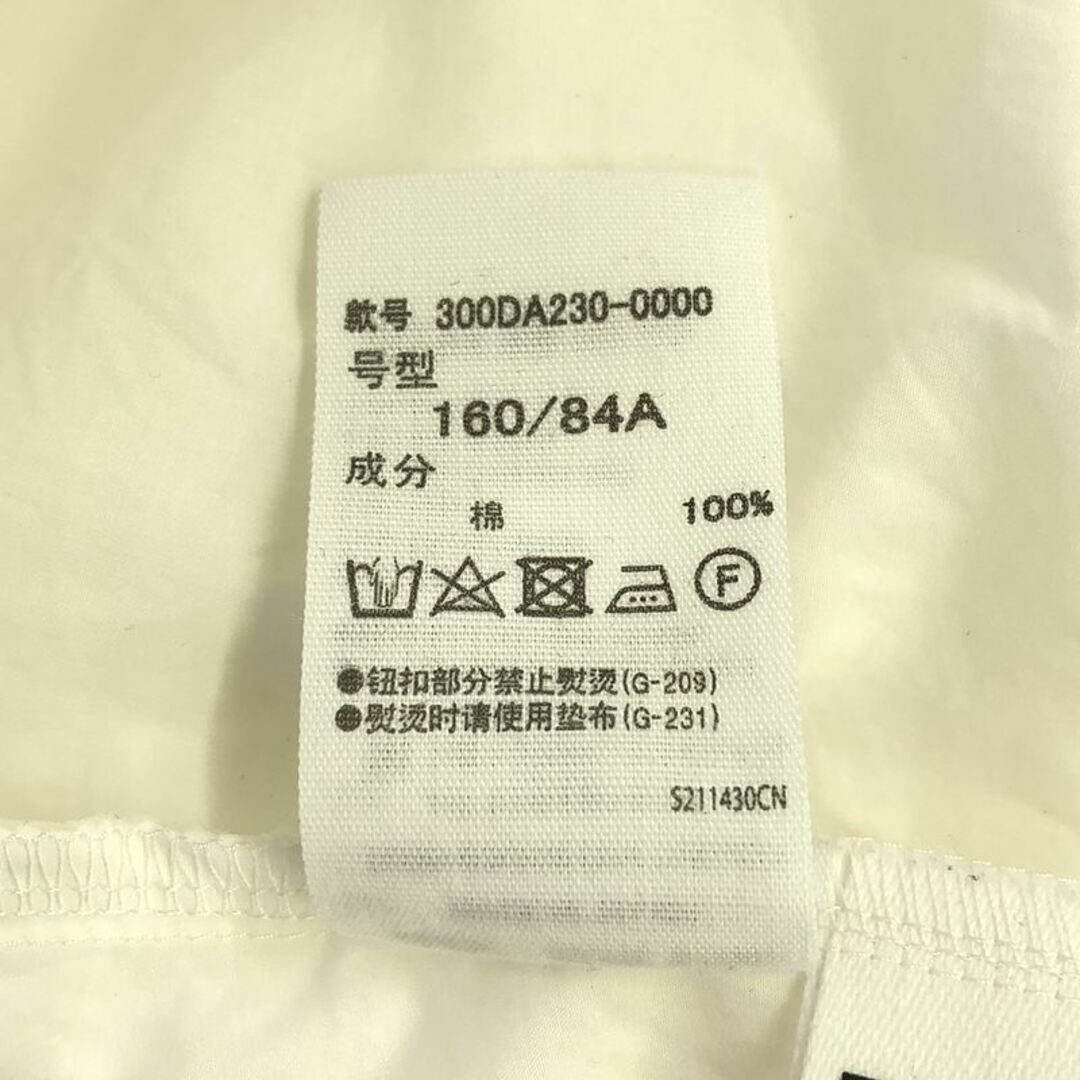 款号 300DA230-0000
号型
160/84A
成分
棉 100%
F
●钮扣部分禁止熨烫(G-209)
●熨烫时请使用垫布(G-231)
S211430CN